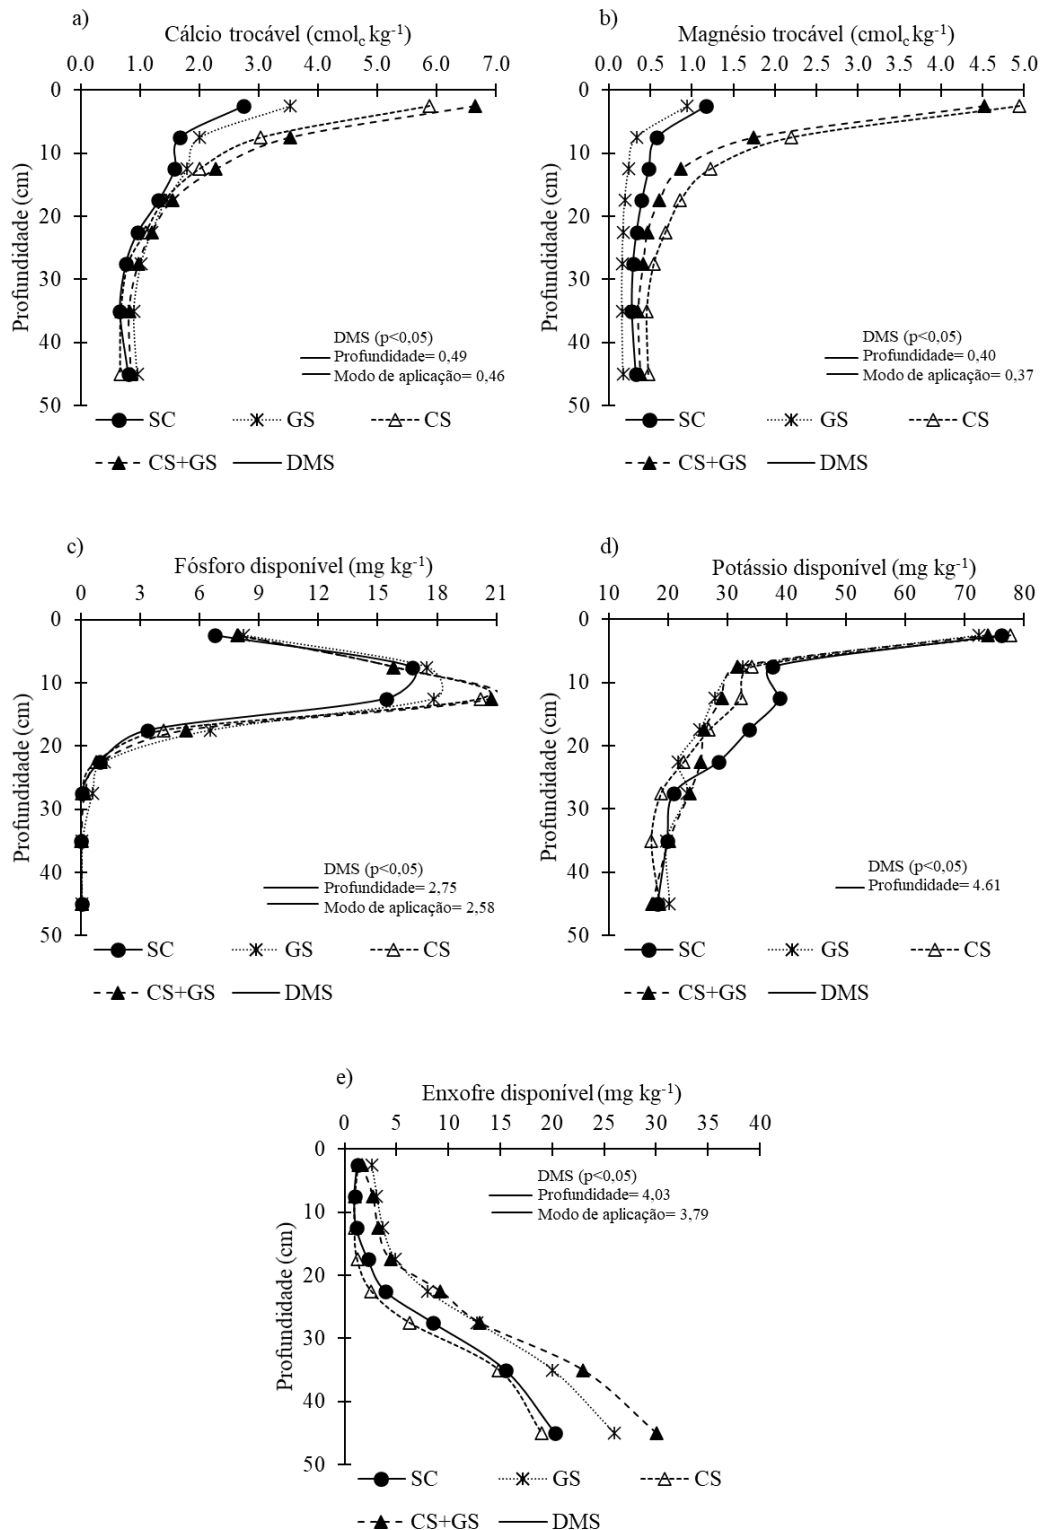 a)
Cálcio trocável (cmolc kg-1)
0.0 1.0 2.0 3.0 4.0 5.0 6.0 7.0
0
10
20
30
40
50
Profundidade (cm)
DMS (p<0,05)
Profundidade= 0,49
Modo de aplicação= 0,46
SC GS CS
CS+GS DMS
b)
Magnésio trocável (cmolc kg-1)
0.0 0.5 1.0 1.5 2.0 2.5 3.0 3.5 4.0 4.5 5.0
0
10
20
30
40
50
Profundidade (cm)
DMS (p<0,05)
Profundidade= 0,40
Modo de aplicação= 0,37
SC GS CS
CS+GS DMS
c)
Fósforo disponível (mg kg-1)
0 3 6 9 12 15 18 21
0
10
20
30
40
50
Profundidade (cm)
DMS (p<0,05)
Profundidade= 2,75
Modo de aplicação= 2,58
SC GS CS
CS+GS DMS
d)
Potássio disponível (mg kg-1)
10 20 30 40 50 60 70 80
0
10
20
30
40
50
Profundidade (cm)
DMS (p<0,05)
Profundidade= 4.61
SC GS CS
CS+GS DMS
e)
Enxofre disponível (mg kg-1)
0 5 10 15 20 25 30 35 40
0
10
20
30
40
50
Profundidade (cm)
DMS (p<0,05)
Profundidade= 4,03
Modo de aplicação= 3,79
SC GS CS
CS+GS DMS